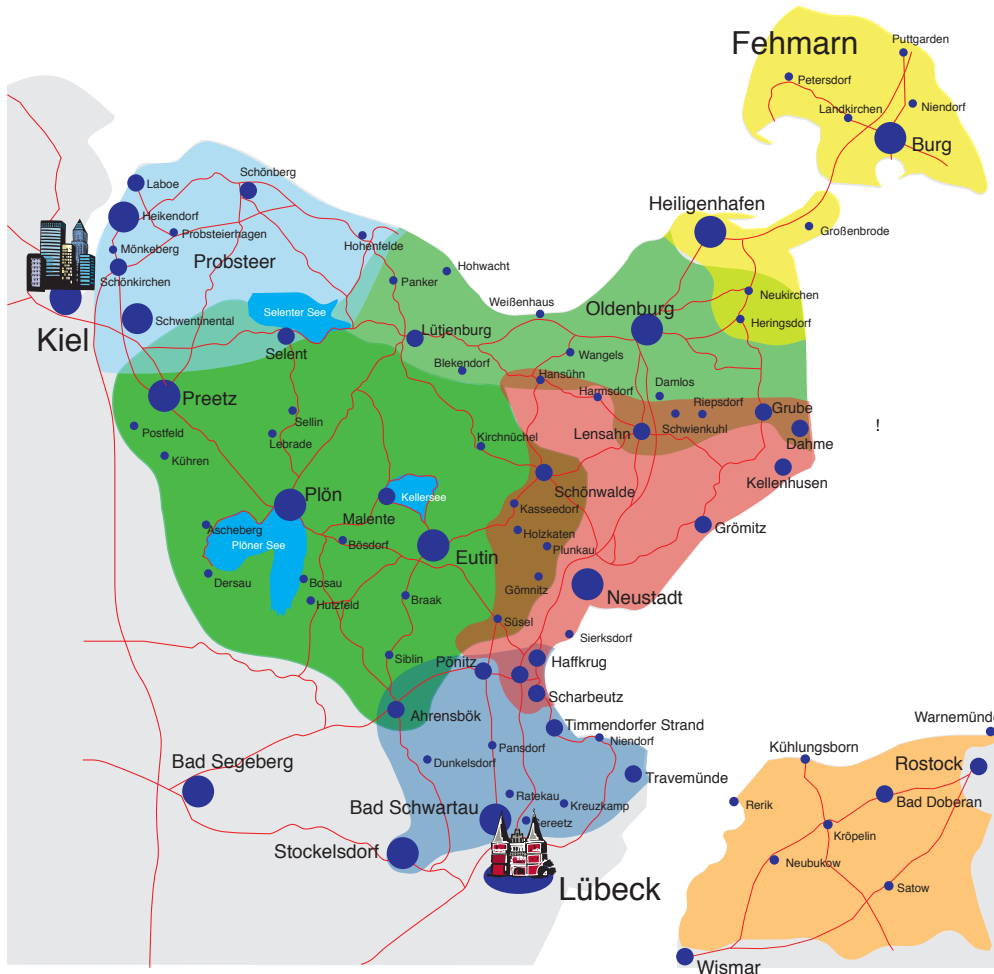 Fehmarn
Puttgarden
Petersdorf
Landkirchen
Niendorf
Burg
Schönberg
Laboe
Heikendorf
Heiligenhafen
Großenbrode
Probsteierhagen
Mönkeberg
Hohenfelde
Probsteer
Schönkirchen
Hohwacht
Panker
Neukirchen
Weißenhaus
Oldenburg
Kiel
Schwentinental
Selenter See
Heringsdorf
Lütjenburg
Selent
Wangels
Blekendorf
Hansühn
Preetz
Harmsdorf
Damlos
Riepsdorf
Grube
Sellin
Postfeld
Lebrade
Kirchnüchel
Lensahn
Schwienkuhl
!
Dahme
Kühren
Schönwalde
Kellenhusen
Plön
Kellersee
Kasseedorf
Malente
Ascheberg
Grömitz
Holzkaten
Plöner See
Bösdorf
Eutin
Plunkau
Dersau
Bosau
Gömnitz
Neustadt
Hutzfeld
Braak
Süsel
Sierksdorf
Siblin
Pönitz
Haffkrug
Scharbeutz
Ahrensbök
Timmendorfer Strand
Warnemünde
Niendorf
Pansdorf
Kühlungsborn
Bad Segeberg
Dunkelsdorf
Rostock
Travemünde
Ratekau
Rerik
Bad Doberan
Bad Schwartau
Kreuzkamp
Sereetz
Kröpelin
Stockelsdorf
Neubukow
Lübeck
Satow
Wismar